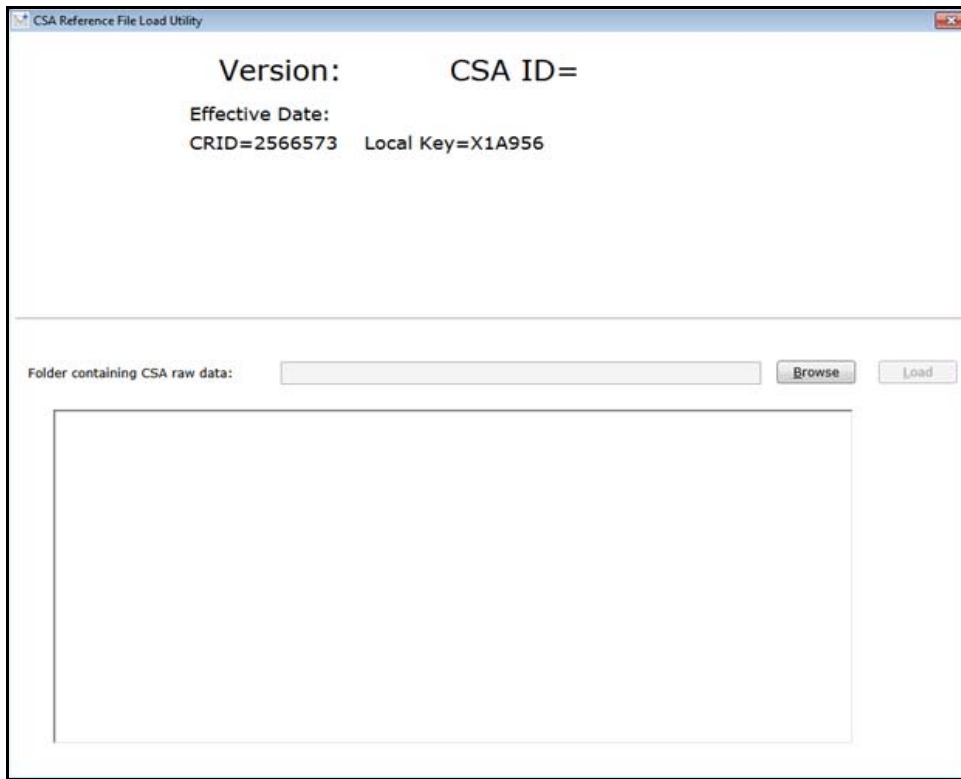 CSA Reference File Load Utility
Version: CSA ID=
Effective Date:
CRID=2566573 Local Key=X1A956
Folder containing CSA raw data: Browse Load